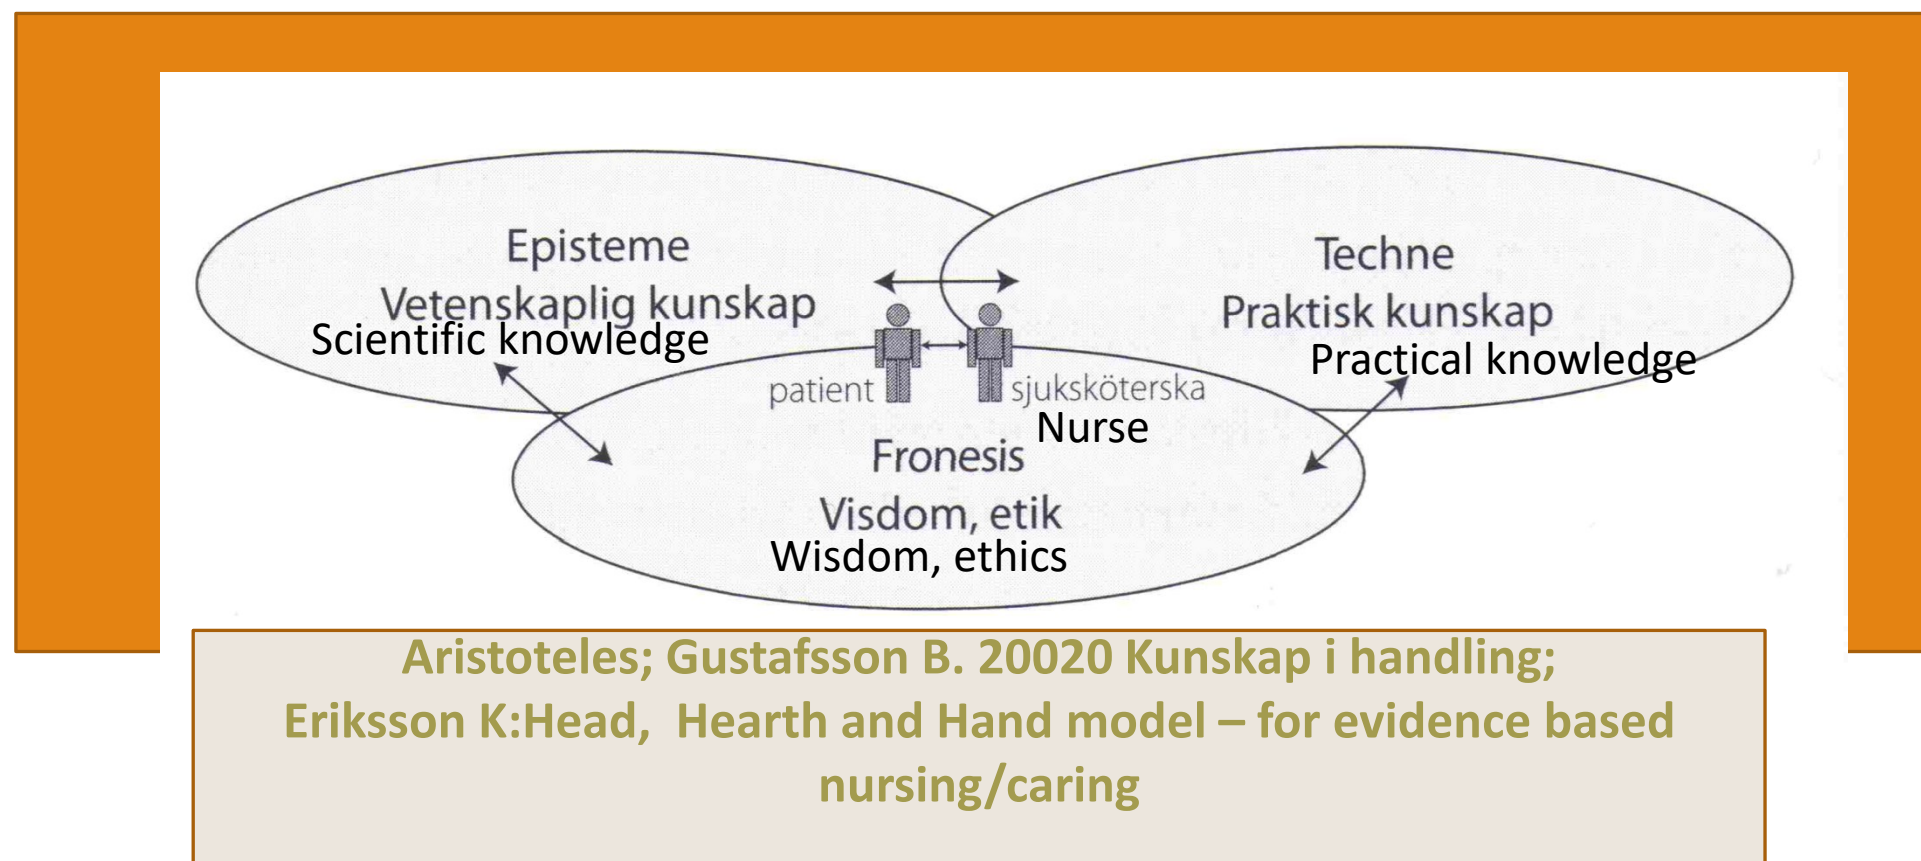 Episteme
Vetenskaplig kunskap
Scientific knowledge
Techne
Praktisk kunskap
Practical knowledge
patient
sjuksköterska
Nurse
Fronesis
Visdom, etik
Wisdom, ethics
Aristoteles; Gustafsson B. 20020 Kunskap i handling;
Eriksson K:Head, Hearth and Hand model – for evidence based
nursing/caring